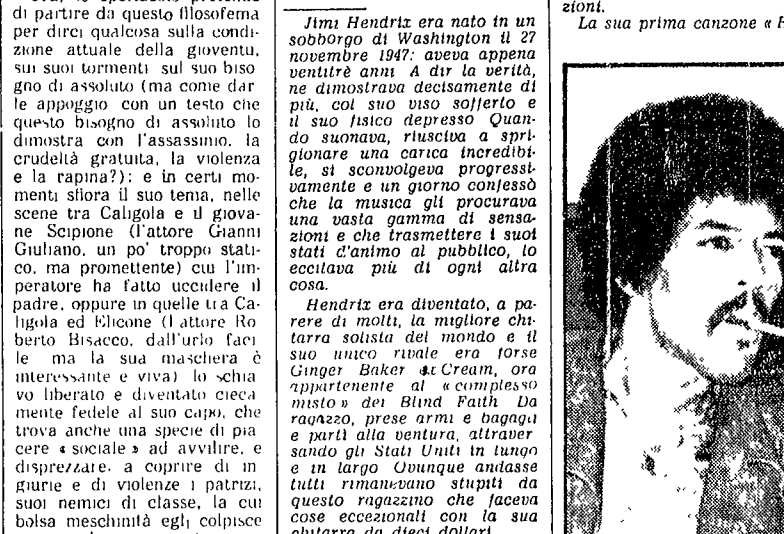 di partire da questo filosofema
per dirci qualcosa sulla condi-
zione attuale della gioventu,
sui suoi tormenti sul suo biso
gno di assoluto (ma come dar
le appoggio con un testo che
questo bisogno di assoluto lo
dimostra con l'assassinio, la
crudeltà gratuita, la violenza
e la rapina?); e in certi mo-
menti sfiora il suo tema, nelle
scene tra Caligola e il giova-
ne Scipione (l'attore Gianni
Giuliano, un po' troppo stati-
co, ma promettente) cui l'im-
peratore ha fatto uccidere il
padre, oppure in quelle tra Ca-
ligola ed Elicone (l attore Ro
berto Bisacco, dall'urlo faci
le ma la sua maschera è
interessante e viva) lo schia
vo liberato e diventato cieca
mente fedele al suo capo, che
trova anche una specie di pia
cere « sociale » ad avvilire, e
disprezzare, a coprire di in
giurie e di violenze i patrizi,
suoi nemici di classe, la cui
bolsa meschinità egli colpisce
Jimi Hendrix era nato in un
sobborgo di Washington il 27
novembre 1947: aveva appena
ventitrè anni A dir la verità,
ne dimostrava decisamente di
più, col suo viso sofferto e
il suo fisico depresso Quan-
do suonava, riusciva a spri-
gionare una carica incredibi-
le, si sconvolgeva progressi-
vamente e un giorno confessò
che la musica gli procurava
una vasta gamma di sensa-
zioni e che trasmettere i suoi
stati d'animo al pubblico, lo
eccitava più di ogni altra
cosa.
Hendrix era diventato, a pa-
rere di molti, la migliore chi-
tarra solista del mondo e il
suo unico rivale era forse
Ginger Baker Cream, ora
appartenente al « complesso
misto » dei Blind Faith Da
ragazzo, prese armi e bagagli
e partì alla ventura, attraver
sando gli Stati Uniti in lungo
e in largo Ovunque andasse
tutti rimanevano stupiti da
questo ragazzino che faceva
cose eccezionali con la sua
chitarra da dieci dollari
zioni.
La sua prima canzone «